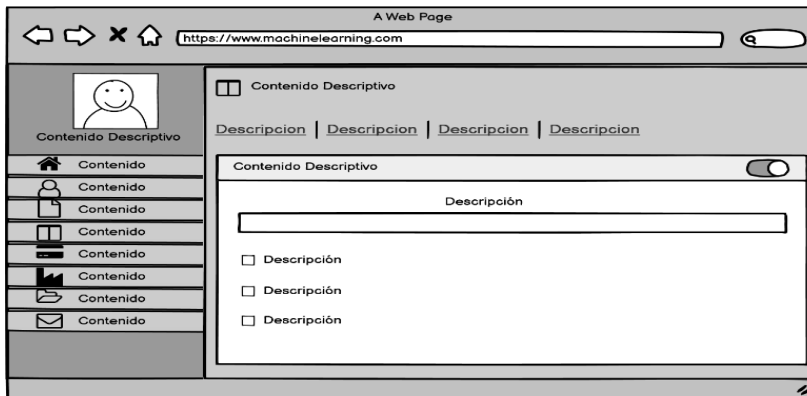 A Web Page
https://www.machinelearning.com
Contenido Descriptivo
Contenido
Contenido
Contenido
Contenido
Contenido
Contenido
Contenido
Contenido
Contenido Descriptivo
Descripcion | Descripcion | Descripcion | Descripcion
Contenido Descriptivo
Descripción
Descripción
Descripción
Descripción